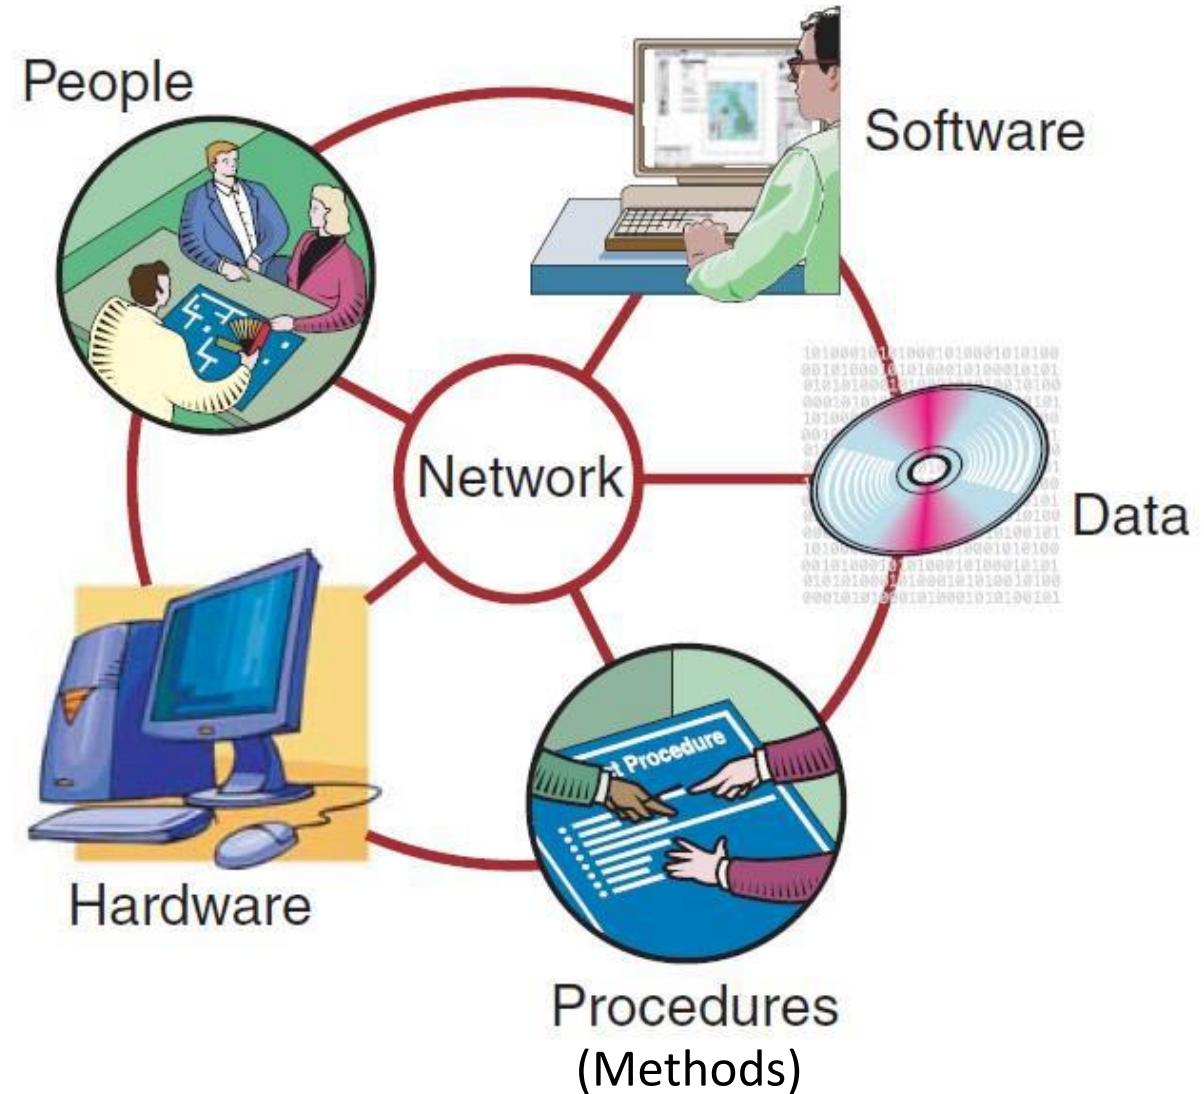 People
Software
Network
Data
Procedure
Hardware
Procedures
(Methods)